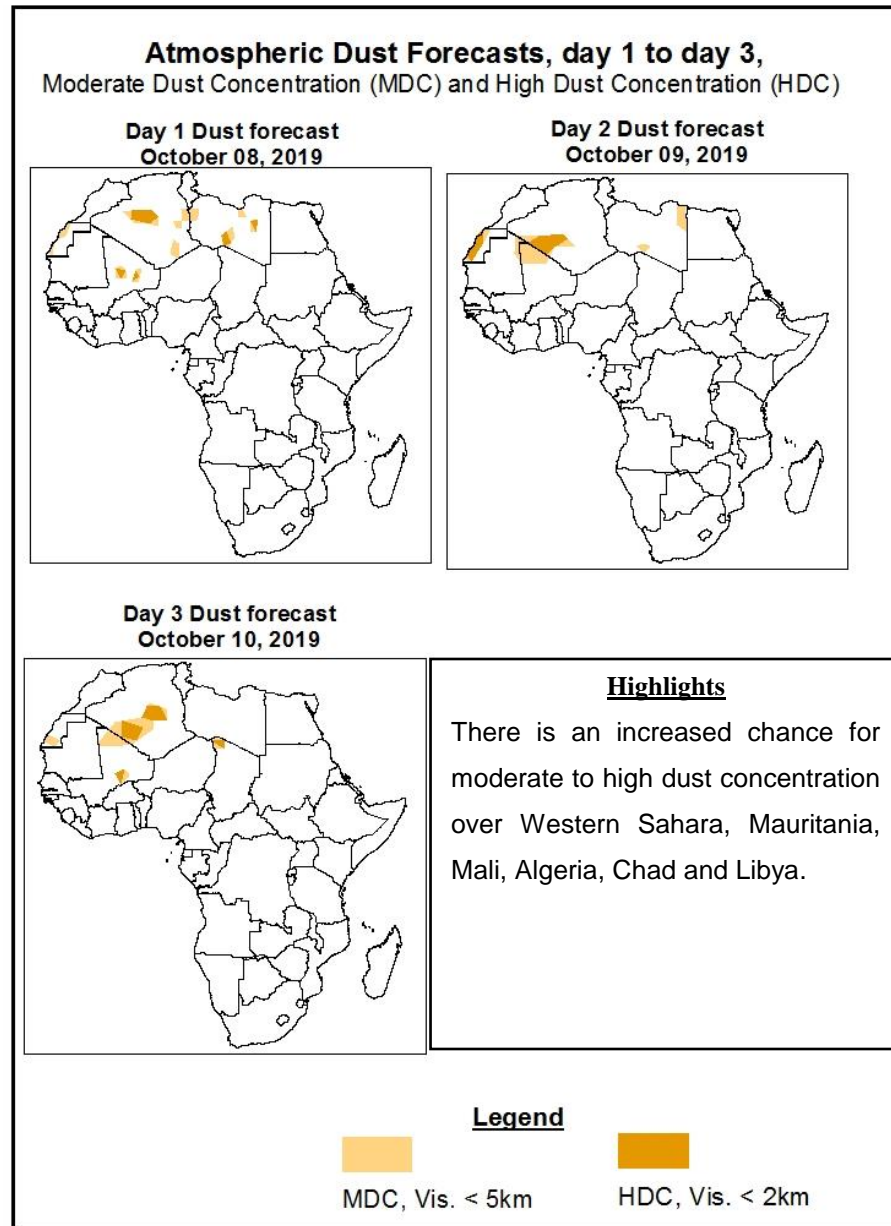 Atmospheric Dust Forecasts, day 1 to day 3,
Moderate Dust Concentration (MDC) and High Dust Concentration (HDC)
Day 1 Dust forecast
October 08, 2019
Day 2 Dust forecast
October 09, 2019
Day 3 Dust forecast
October 10, 2019
Highlights
There is an increased chance for
moderate to high dust concentration
over Western Sahara, Mauritania,
Mali, Algeria, Chad and Libya.
Legend
MDC, Vis. < 5km
HDC, Vis. < 2km